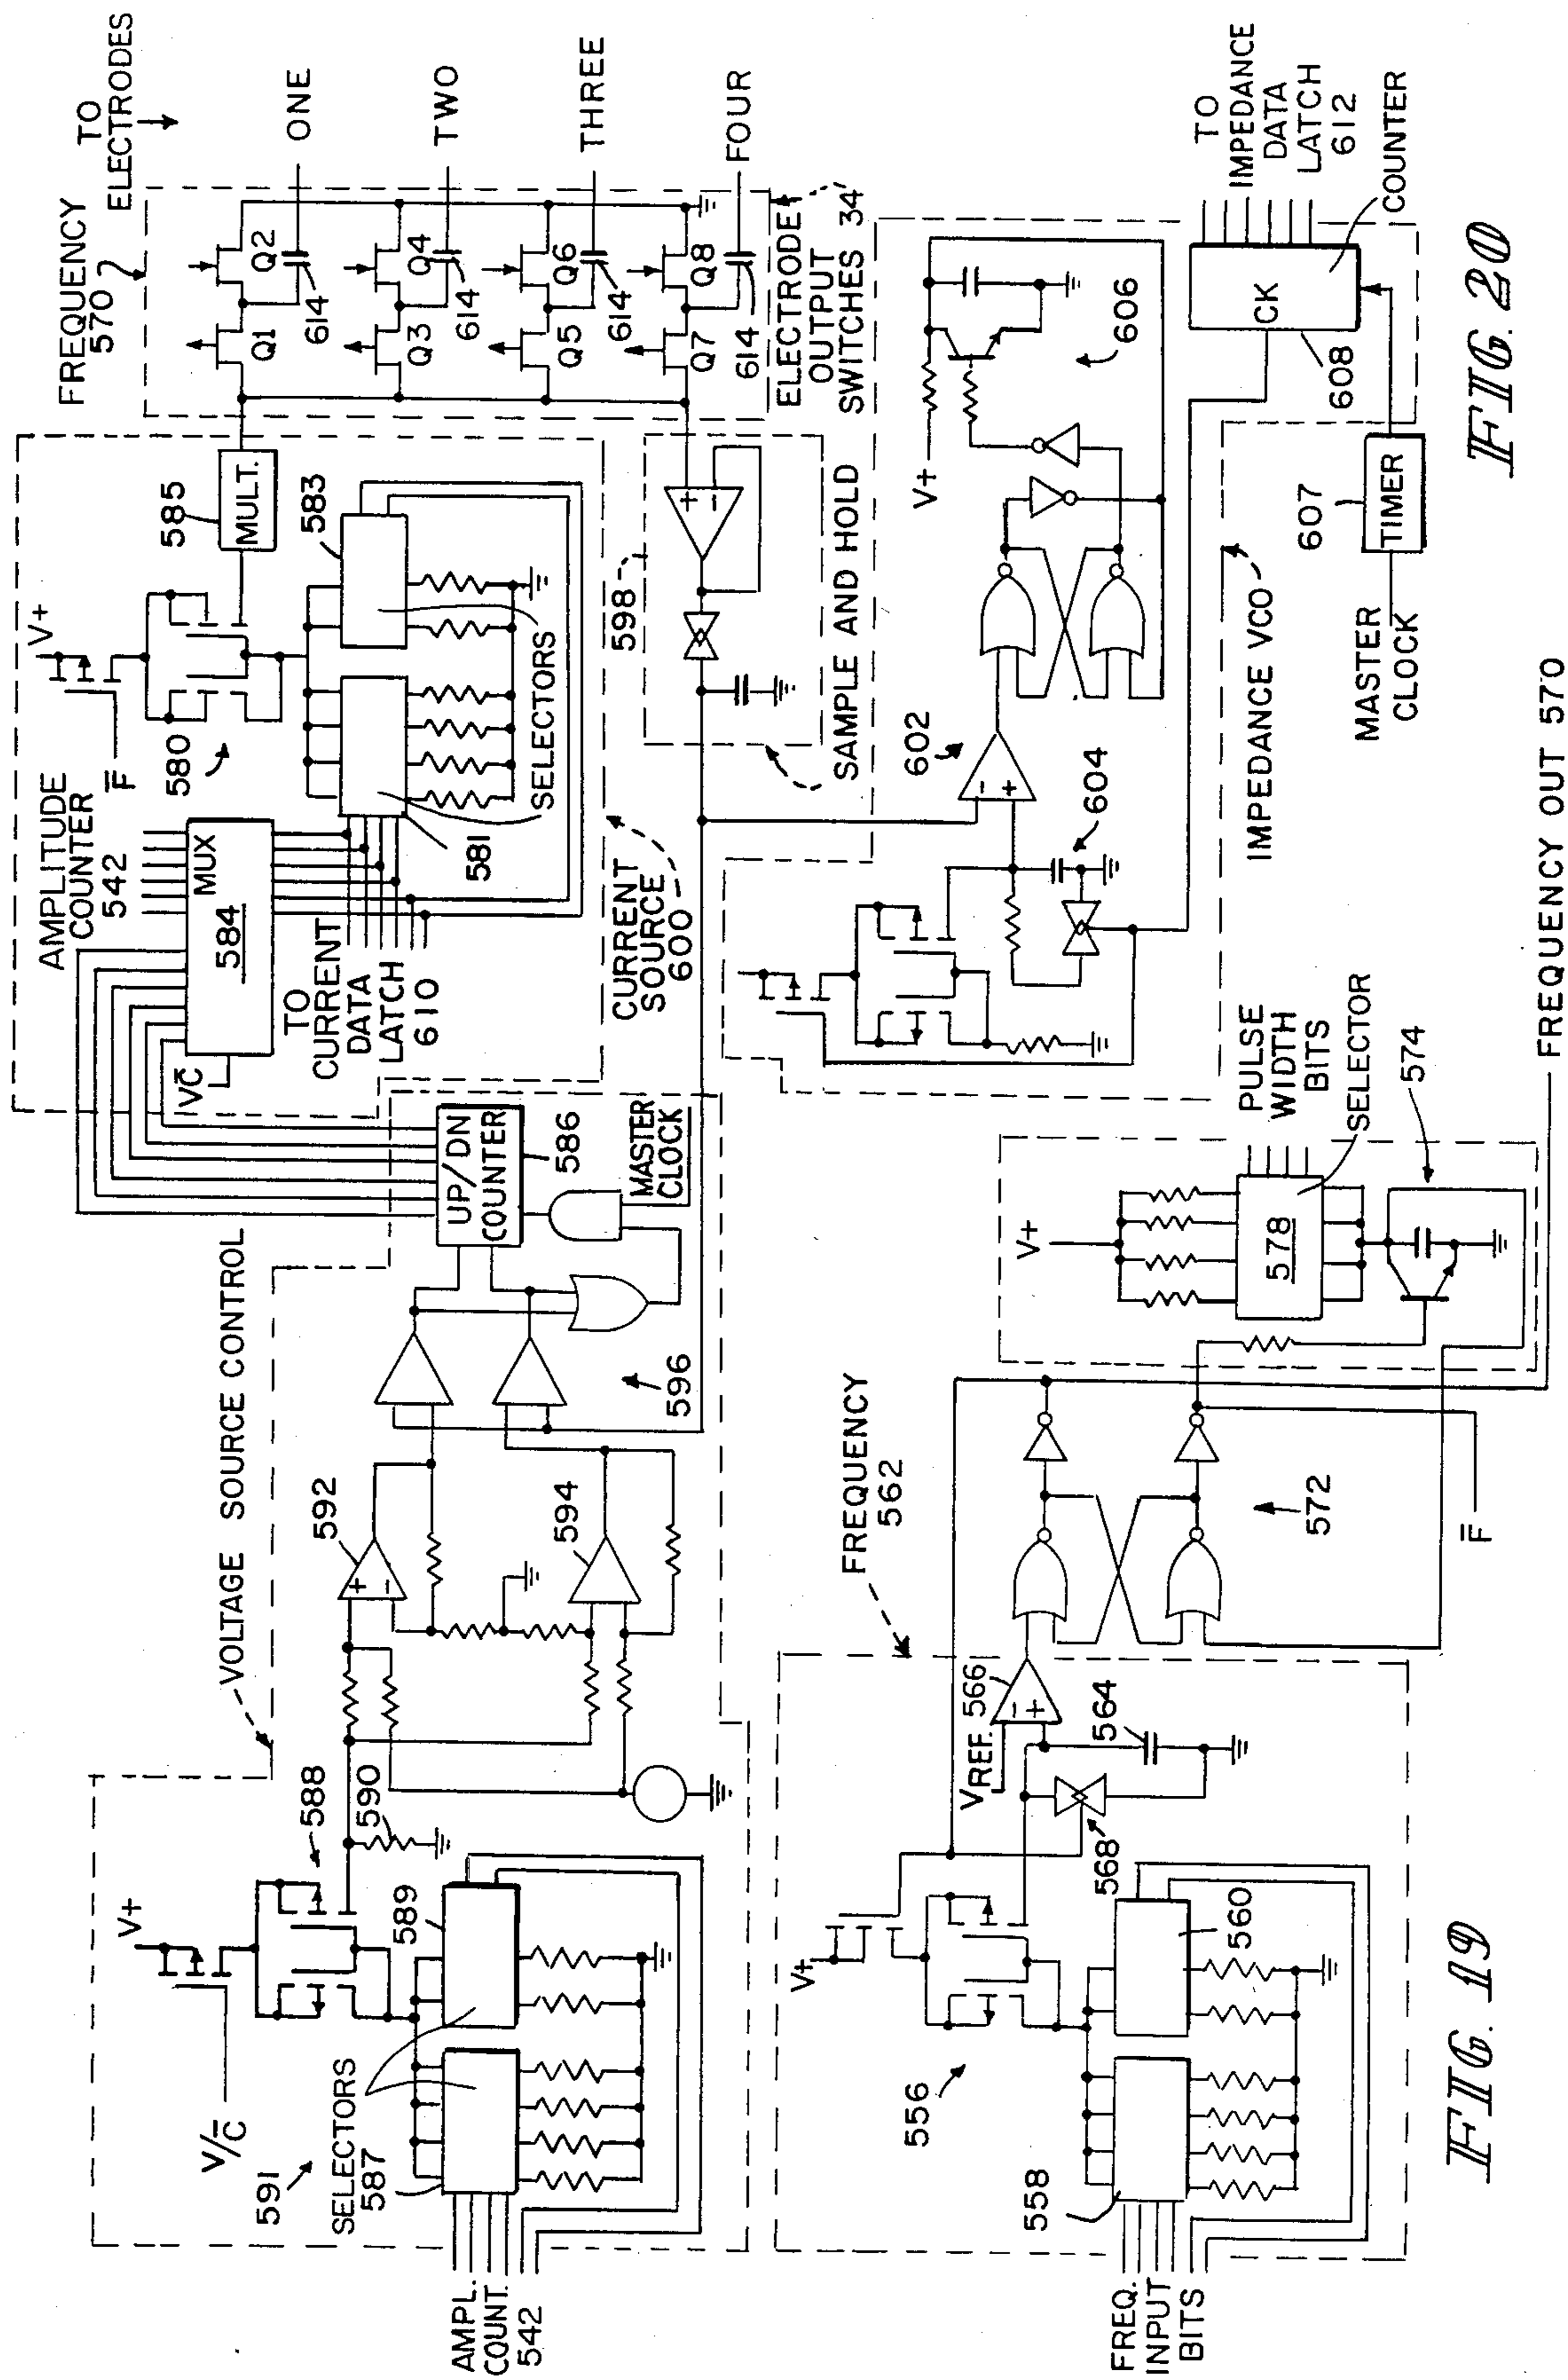 FREQUENCY
570
TO
ELECTRODES
ONE
TWO
THREE
FOUR
Q1
Q2
614
Q3
Q4
614
Q5
Q6
614
Q7
Q8
614
ELECTRODE
OUTPUT
SWITCHES 34'
AMPLITUDE
COUNTER
542
F̅
V+
580
585
MULT.
583
581
SELECTORS
MUX
584
V̅C
TO
CURRENT
DATA
LATCH
610
CURRENT
SOURCE
600
598
SAMPLE AND HOLD
VOLTAGE SOURCE CONTROL
UP/DN
COUNTER
586
MASTER
CLOCK
596
592
+
−
594
588
590
V+
V/C̅
591
SELECTORS
587
589
AMPL.
COUNT.
542
+
−
602
−
+
604
V+
606
IMPEDANCE VCO
CK
608
COUNTER
TO
IMPEDANCE
DATA
LATCH
612
607
TIMER
MASTER
CLOCK
FIG. 20
FREQUENCY
562
VREF.
566
−
+
564
568
V+
556
558
560
FREQ.
INPUT
BITS
572
F̅
V+
578
PULSE
WIDTH
BITS
SELECTOR
574
FREQUENCY OUT 570
FIG. 19